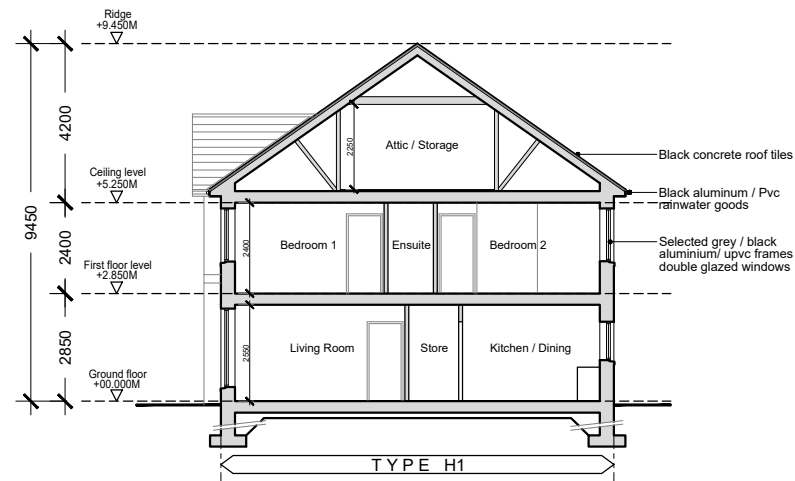 Ridge
+9.450M
4200
Attic / Storage
2250
Black concrete roof tiles
Ceiling level
+5.250M
Black aluminum / Pvc
rainwater goods
9450
2400
2400
Bedroom 1
Ensuite
Bedroom 2
Selected grey / black
aluminium/ upvc frames
double glazed windows
First floor level
+2.850M
2850
2550
Living Room
Store
Kitchen / Dining
Ground floor
+00.000M
TYPE H1